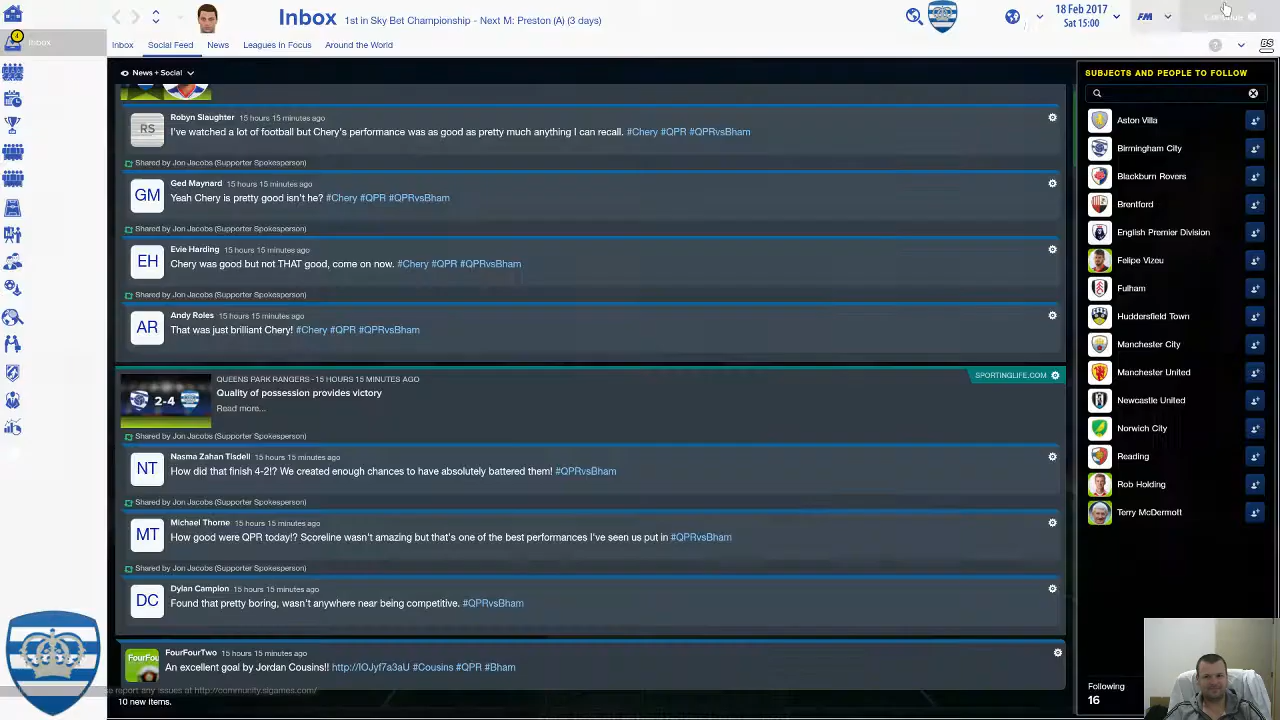 Inbox
1st in Sky Bet Championship - Next M: Preston (A) (3 days)
18 Feb 2017
Sat 15:00
FM
Continue
4
Inbox
Inbox
Social Feed
News
Leagues In Focus
Around the World
?
BS
News + Social
Robyn Slaughter 15 hours 15 minutes ago
RS
I've watched a lot of football but Chery's performance was as good as pretty much anything I can recall. #Chery #QPR #QPRvsBham
Shared by Jon Jacobs (Supporter Spokesperson)
Ged Maynard 15 hours 15 minutes ago
GM
Yeah Chery is pretty good isn't he? #Chery #QPR #QPRvsBham
Shared by Jon Jacobs (Supporter Spokesperson)
Evie Harding 15 hours 15 minutes ago
EH
Chery was good but not THAT good, come on now. #Chery #QPR #QPRvsBham
Shared by Jon Jacobs (Supporter Spokesperson)
Andy Roles 15 hours 15 minutes ago
AR
That was just brilliant Chery! #Chery #QPR #QPRvsBham
QUEENS PARK RANGERS - 15 HOURS 15 MINUTES AGO
SPORTINGLIFE.COM
2-4
Quality of possession provides victory
Read more...
Shared by Jon Jacobs (Supporter Spokesperson)
Nasma Zahan Tisdell 15 hours 15 minutes ago
NT
How did that finish 4-2!? We created enough chances to have absolutely battered them! #QPRvsBham
Shared by Jon Jacobs (Supporter Spokesperson)
Michael Thorne 15 hours 15 minutes ago
MT
How good were QPR today!? Scoreline wasn't amazing but that's one of the best performances I've seen us put in #QPRvsBham
Shared by Jon Jacobs (Supporter Spokesperson)
Dylan Campion 15 hours 15 minutes ago
DC
Found that pretty boring, wasn't anywhere near being competitive. #QPRvsBham
FourFourTwo 15 hours 15 minutes ago
FourFou
An excellent goal by Jordan Cousins!! http://IOJyf7a3aU #Cousins #QPR #Bham
se report any issues at http://community.sigames.com/
10 new items.
SUBJECTS AND PEOPLE TO FOLLOW
Aston Villa
Birmingham City
Blackburn Rovers
Brentford
English Premier Division
Felipe Vizeu
Fulham
Huddersfield Town
Manchester City
Manchester United
Newcastle United
Norwich City
Reading
Rob Holding
Terry McDermott
Following
16